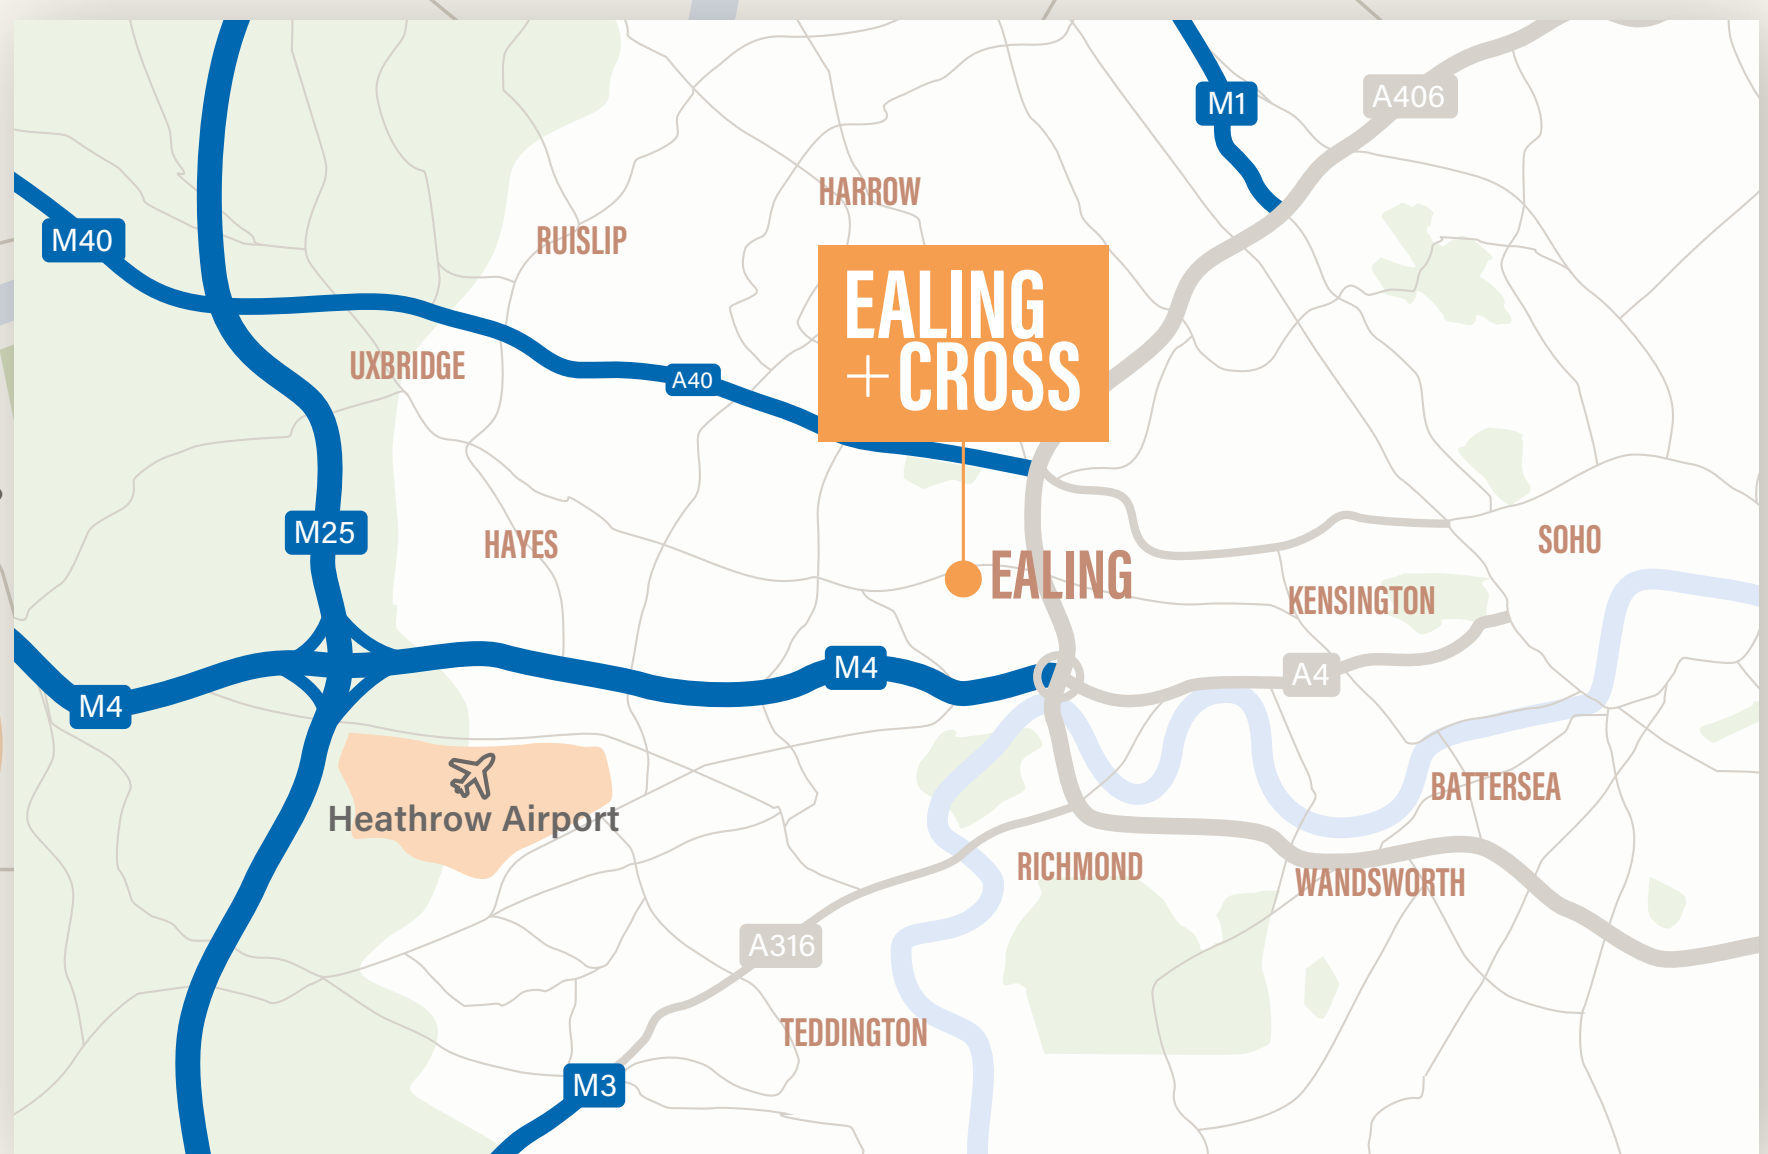 M1
A406
HARROW
M40
RUISLIP
EALING
+CROSS
UXBRIDGE
A40
M25
HAYES
SOHO
EALING
KENSINGTON
M4
A4
M4
Heathrow Airport
BATTERSEA
RICHMOND
WANDSWORTH
A316
TEDDINGTON
M3